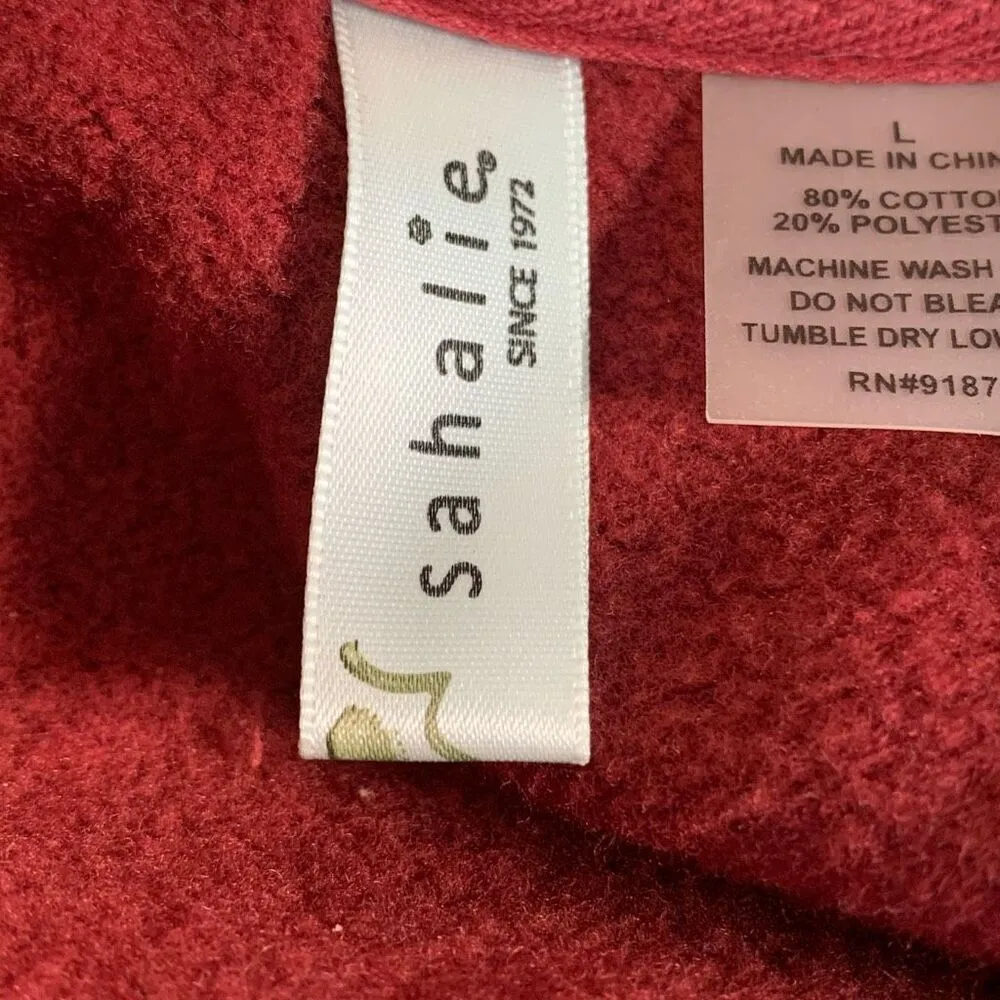 sahalie®
SINCE 1972
L
MADE IN CHIN
80% COTTO
20% POLYEST
MACHINE WASH
DO NOT BLEA
TUMBLE DRY LOW
RN#9187